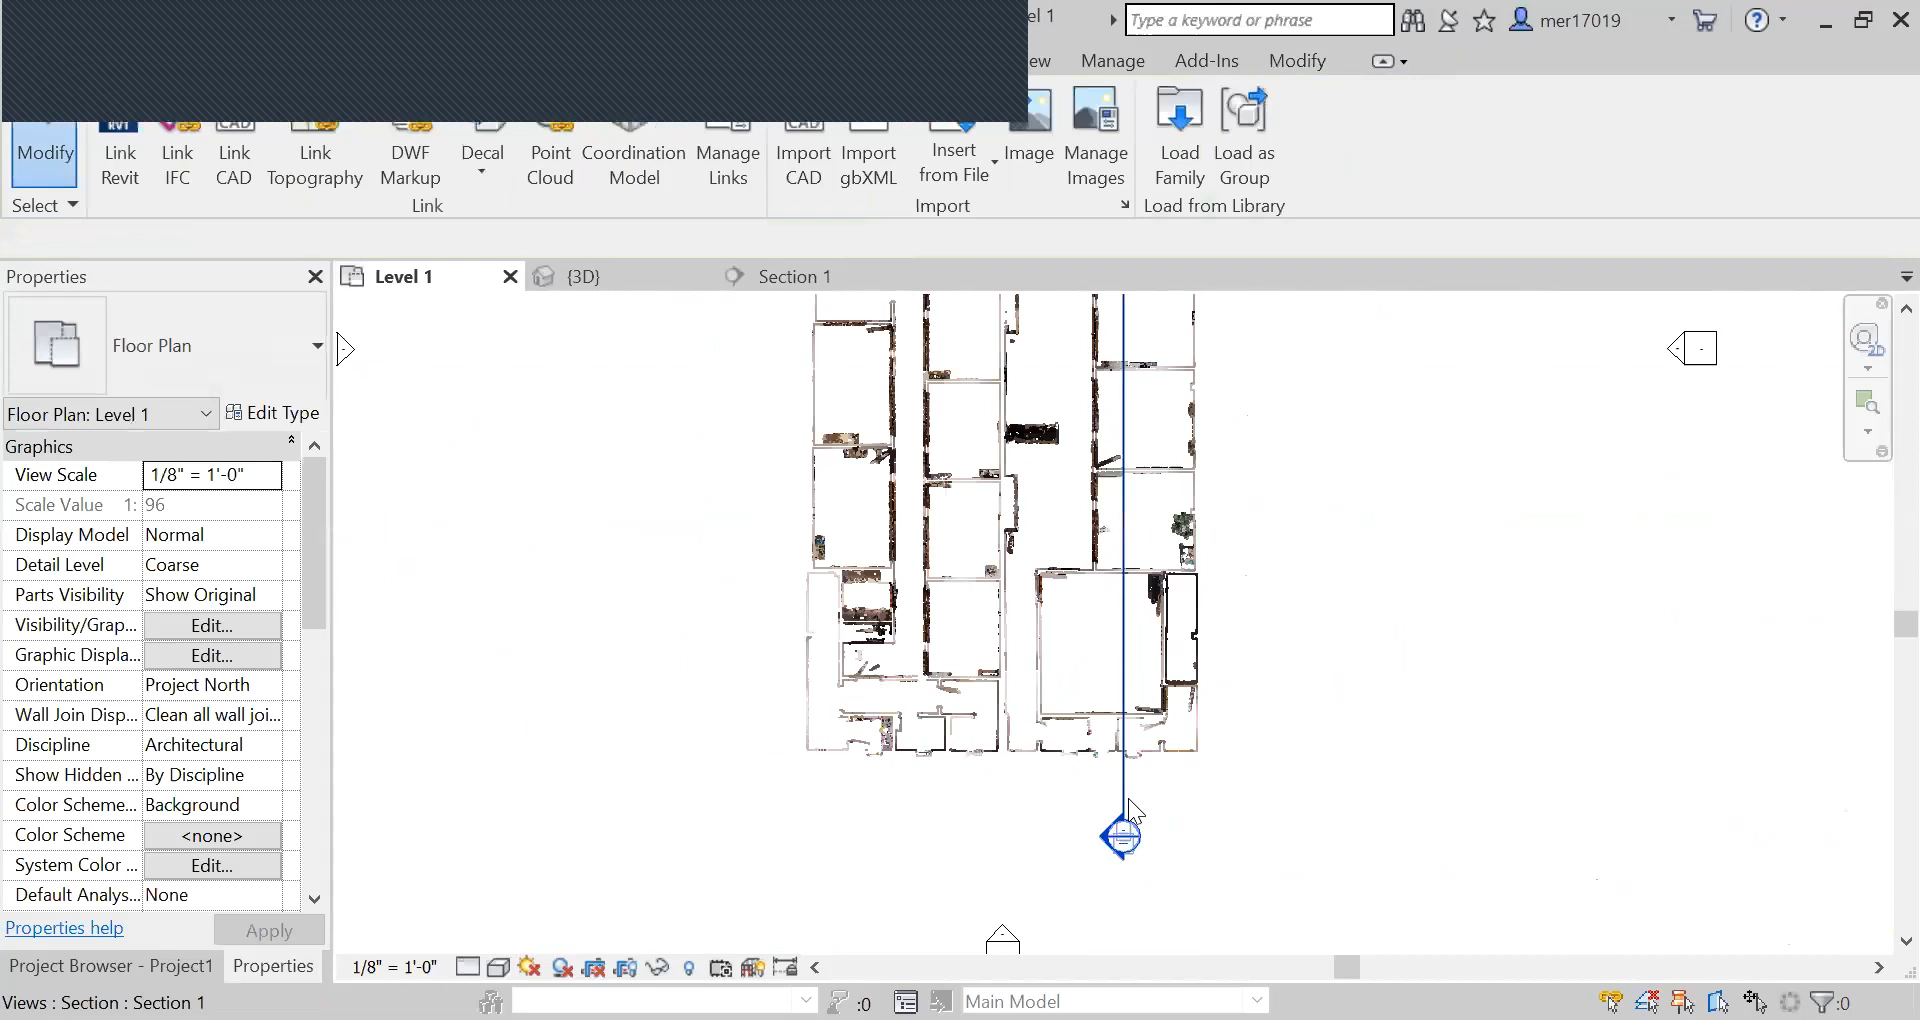 el 1
Type a keyword or phrase
mer17019
?
ew Manage Add-Ins Modify
Modify
Link Revit
Link IFC
Link CAD
Link Topography
DWF Markup
Decal
Point Cloud
Coordination Model
Manage Links
Import CAD
Import gbXML
Insert from File
Image
Manage Images
Load Family
Load as Group
Select
Link
Import
Load from Library
Properties
Level 1
{3D}
Section 1
Floor Plan
2D
Floor Plan: Level 1
Edit Type
Graphics
View Scale 1/8" = 1'-0"
Scale Value 1: 96
Display Model Normal
Detail Level Coarse
Parts Visibility Show Original
Visibility/Grap... Edit...
Graphic Displa... Edit...
Orientation Project North
Wall Join Disp... Clean all wall joi...
Discipline Architectural
Show Hidden ... By Discipline
Color Scheme... Background
Color Scheme <none>
System Color ... Edit...
Default Analys... None
Properties help
Apply
Project Browser - Project1
Properties
1/8" = 1'-0"
Views : Section : Section 1
:0
Main Model
:0